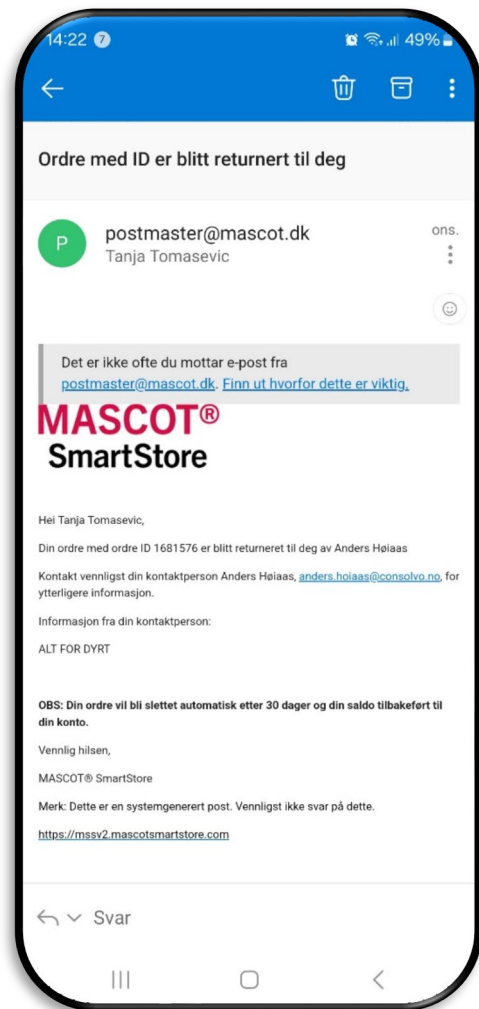 14:22 7 49%
Ordre med ID er blitt returnert til deg
P
postmaster@mascot.dk
ons.
Tanja Tomasevic
Det er ikke ofte du mottar e-post fra
postmaster@mascot.dk. Finn ut hvorfor dette er viktig.
MASCOT®
SmartStore
Hei Tanja Tomasevic,
Din ordre med ordre ID 1681576 er blitt returneret til deg av Anders Høiaas
Kontakt vennligst din kontaktperson Anders Høiaas, anders.hoiaas@consolvo.no, for
ytterligere informasjon.
Informasjon fra din kontaktperson:
ALT FOR DYRT
OBS: Din ordre vil bli slettet automatisk etter 30 dager og din saldo tilbakeført til
din konto.
Vennlig hilsen,
MASCOT® SmartStore
Merk: Dette er en systemgenerert post. Vennligst ikke svar på dette.
https://mssv2.mascotsmartstore.com
Svar